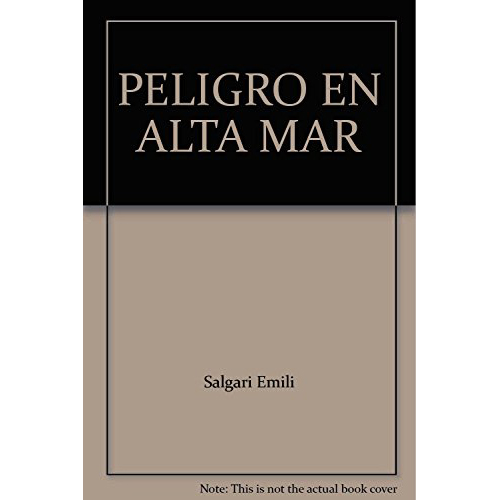 PELIGRO EN
ALTA MAR
Salgari Emili
Note: This is not the actual book cover